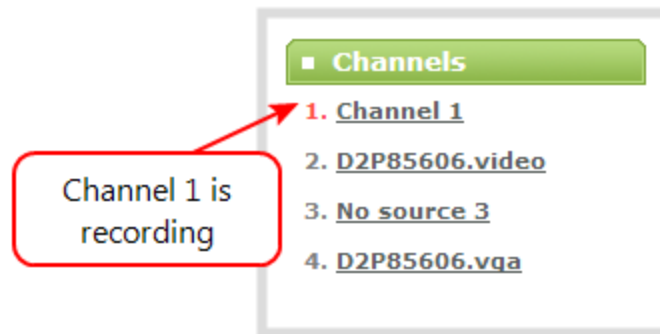 Channels
1. Channel 1
2. D2P85606.video
3. No source 3
4. D2P85606.vga
Channel 1 is
recording